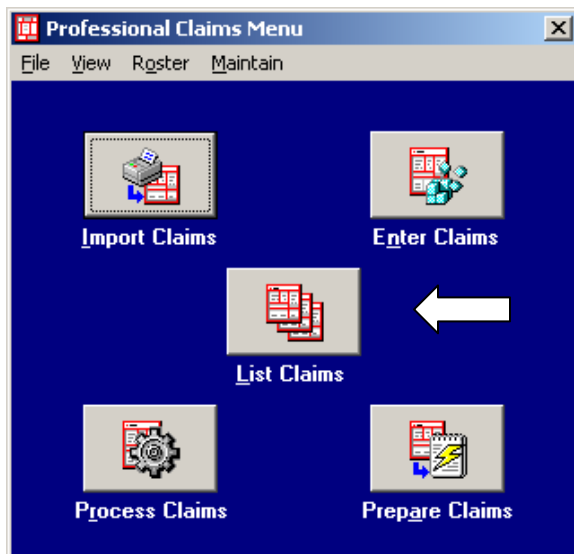 Professional Claims Menu
File View Roster Maintain
Import Claims Enter Claims
List Claims
Process Claims Prepare Claims